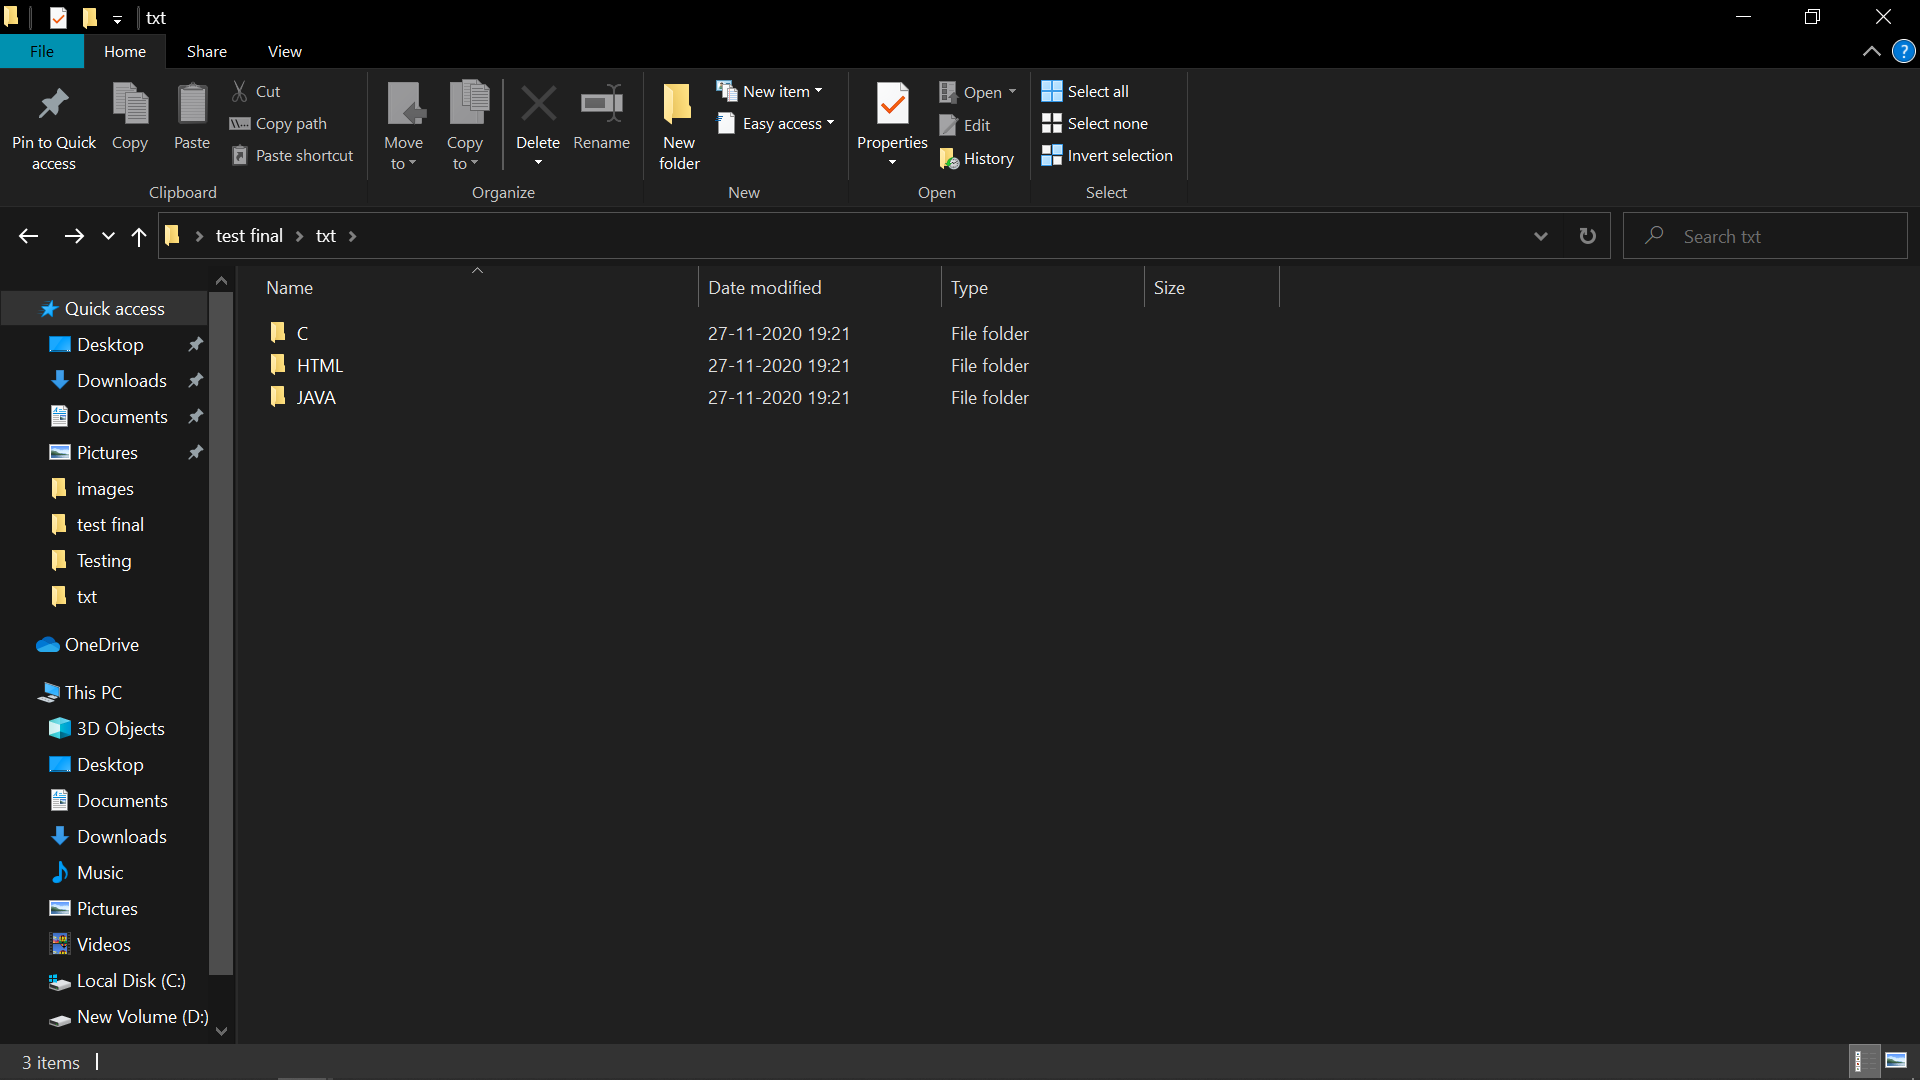 txt
File Home Share View
Pin to Quick access
Copy
Paste
Cut
Copy path
Paste shortcut
Clipboard
Move to
Copy to
Delete
Rename
Organize
New folder
New item
Easy access
New
Properties
Open
Edit
History
Open
Select all
Select none
Invert selection
Select
test final txt
Search txt
Name Date modified Type Size
C 27-11-2020 19:21 File folder
HTML 27-11-2020 19:21 File folder
JAVA 27-11-2020 19:21 File folder
Quick access
Desktop
Downloads
Documents
Pictures
images
test final
Testing
txt
OneDrive
This PC
3D Objects
Desktop
Documents
Downloads
Music
Pictures
Videos
Local Disk (C:)
New Volume (D:)
3 items